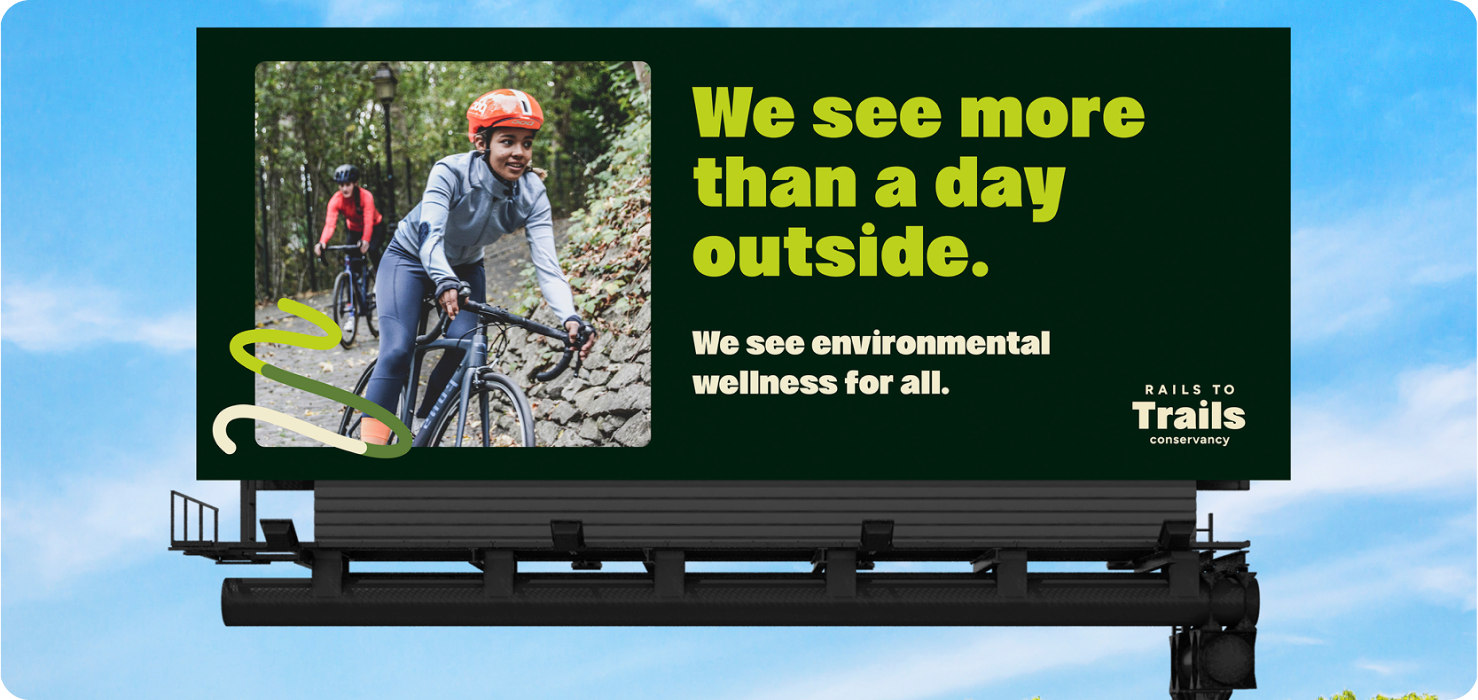 We see more
than a day
outside.
We see environmental
wellness for all.
RAILS TO
Trails
conservancy